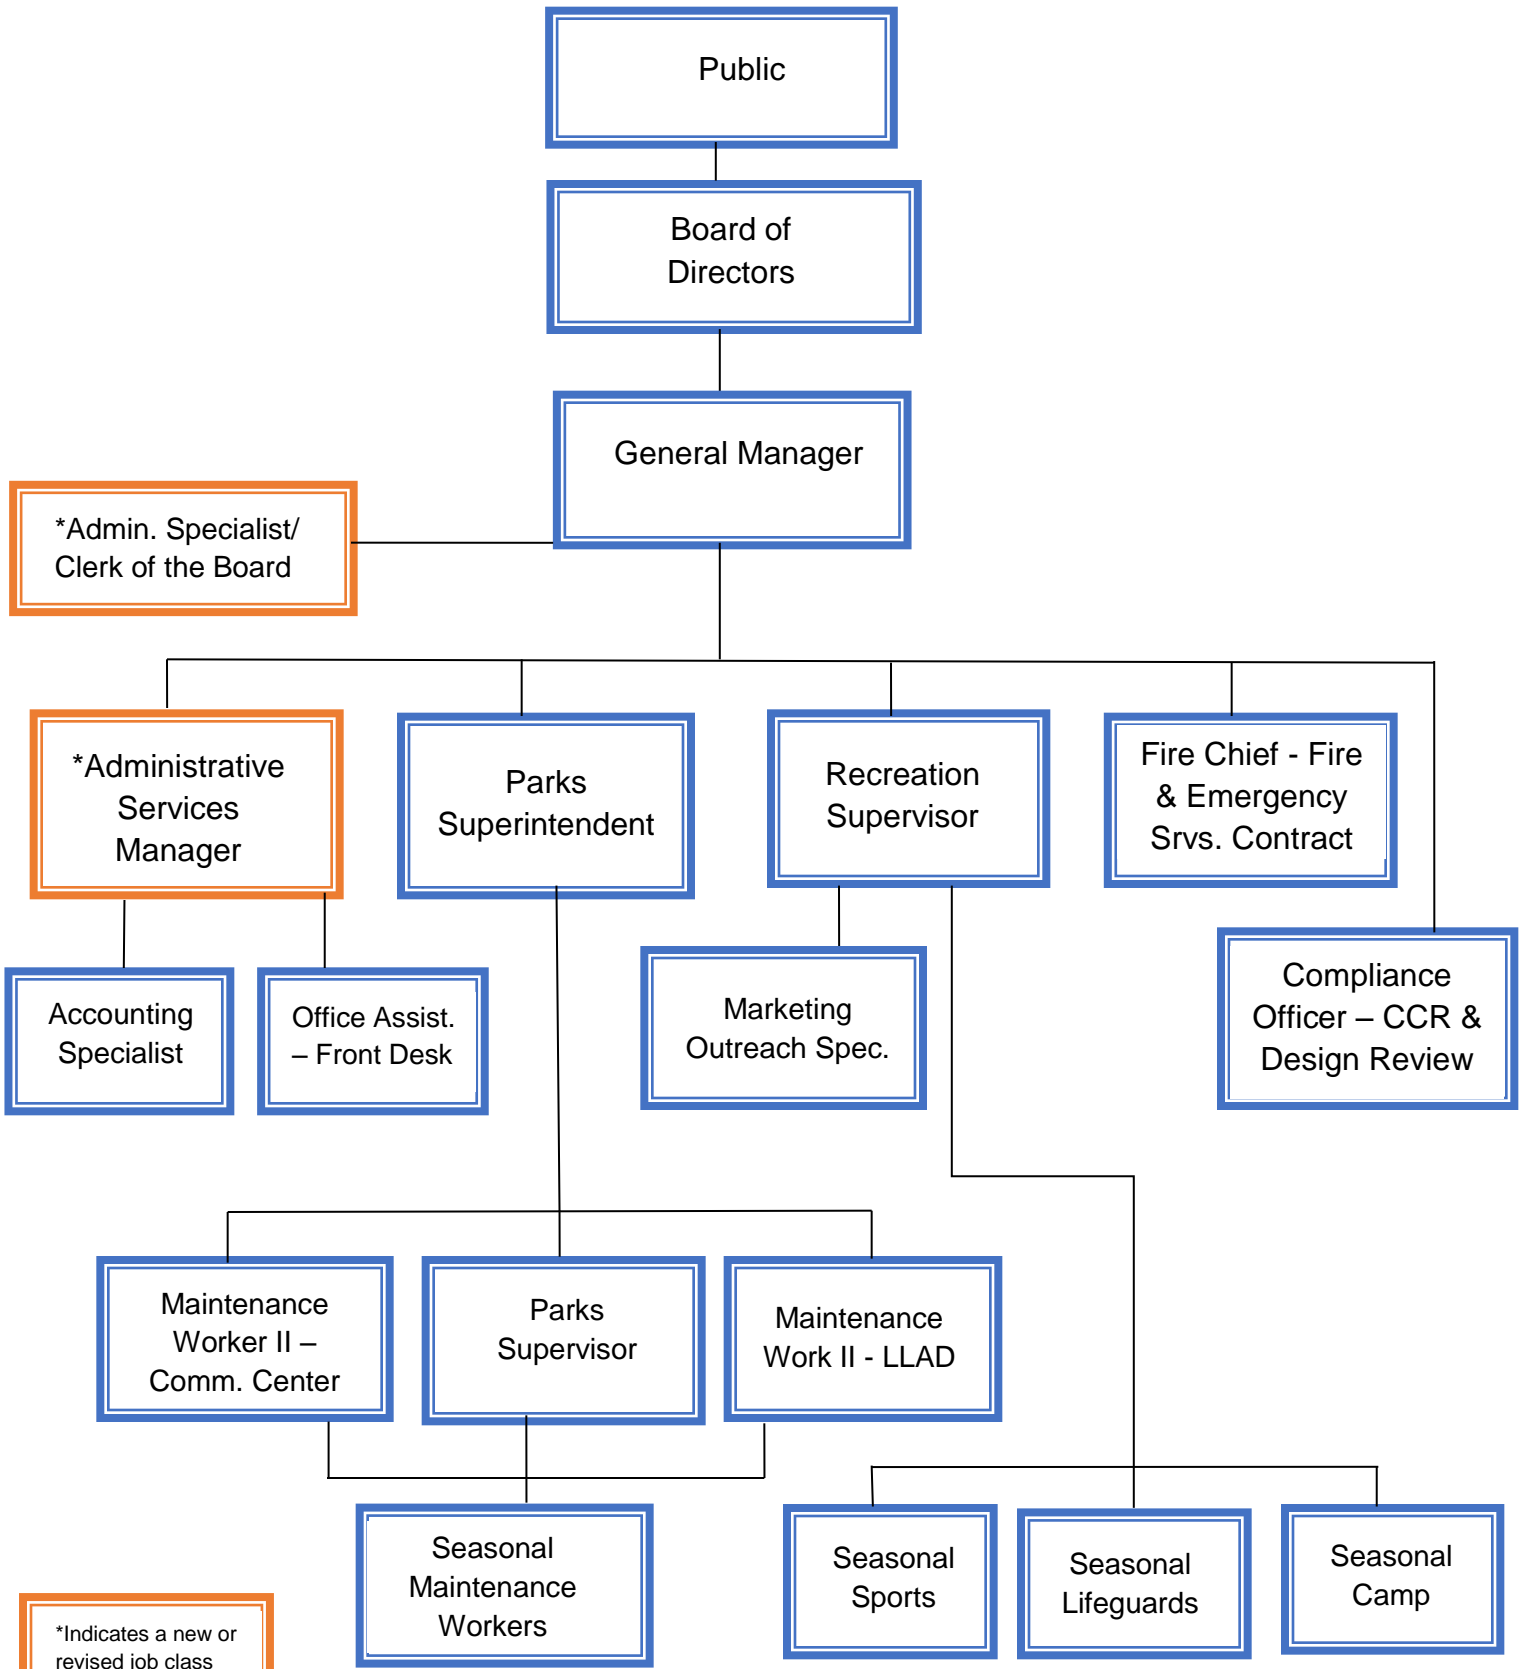 Public
Board of
Directors
General Manager
*Admin. Specialist/
Clerk of the Board
*Administrative
Services
Manager
Parks
Superintendent
Recreation
Supervisor
Fire Chief - Fire
& Emergency
Srvs. Contract
Accounting
Specialist
Office Assist.
– Front Desk
Marketing
Outreach Spec.
Compliance
Officer – CCR &
Design Review
Maintenance
Worker II –
Comm. Center
Parks
Supervisor
Maintenance
Work II - LLAD
Seasonal
Maintenance
Workers
Seasonal
Sports
Seasonal
Lifeguards
Seasonal
Camp
*Indicates a new or
revised job class